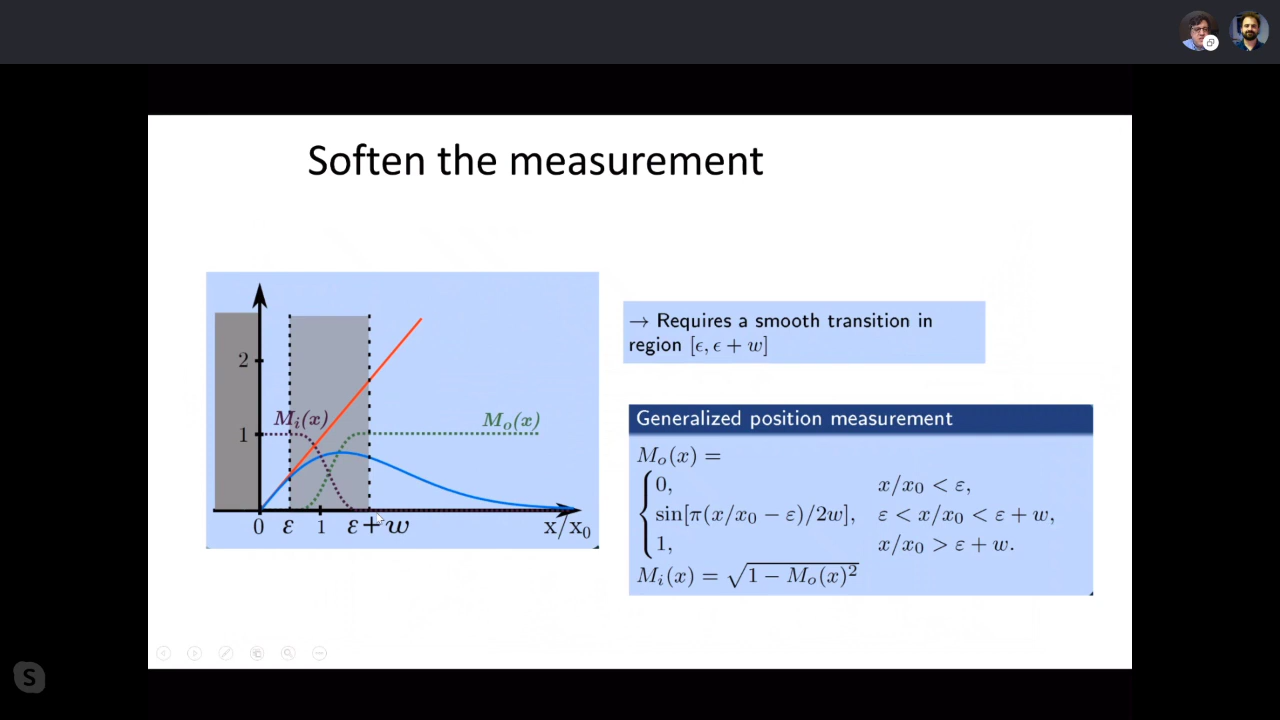 Soften the measurement
2
1
M_i(x)
M_o(x)
0 ε 1 ε+w x/x₀
→ Requires a smooth transition in
region [ϵ, ϵ + w]
Generalized position measurement
M_o(x) =
0, x/x₀ < ε,
sin[π(x/x₀ − ε)/2w], ε < x/x₀ < ε + w,
1, x/x₀ > ε + w.
M_i(x) = √(1 − M_o(x)²)
S